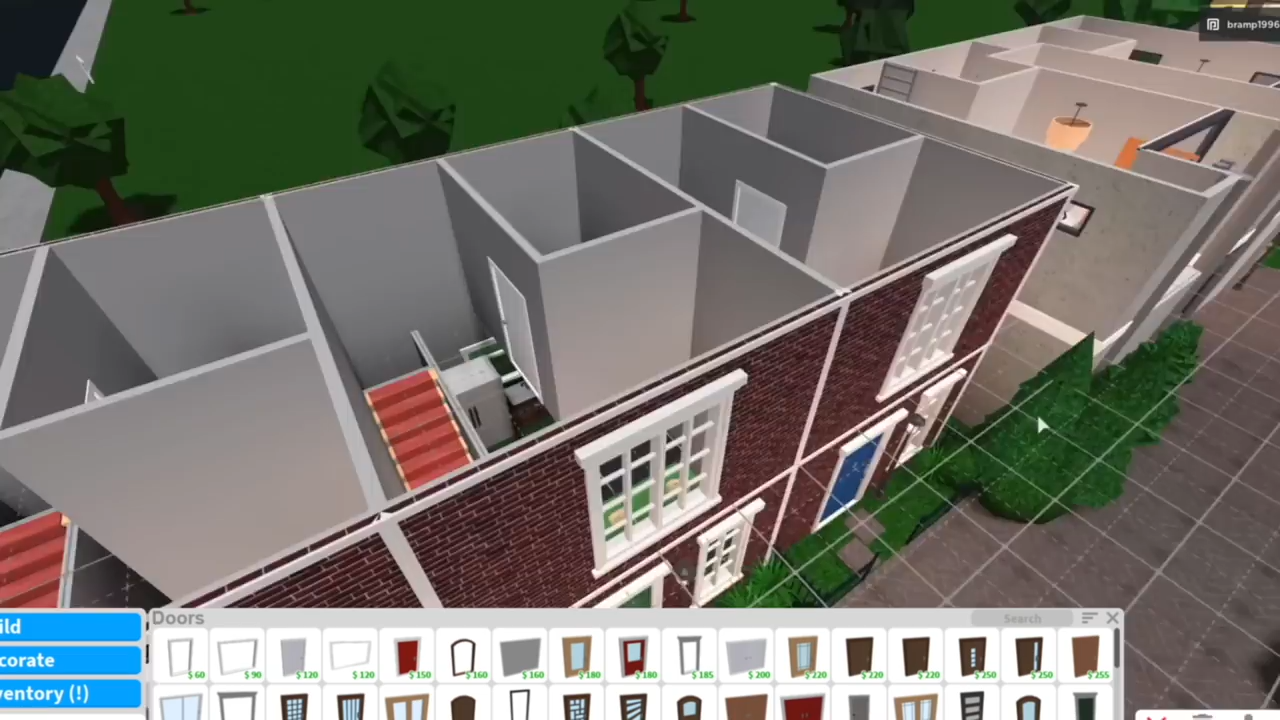 bramp1996
ild
Doors
Search
corate
$60 $90 $120 $120 $150 $160 $160 $180 $180 $185 $200 $220 $220 $220 $250 $250 $255
ventory (!)